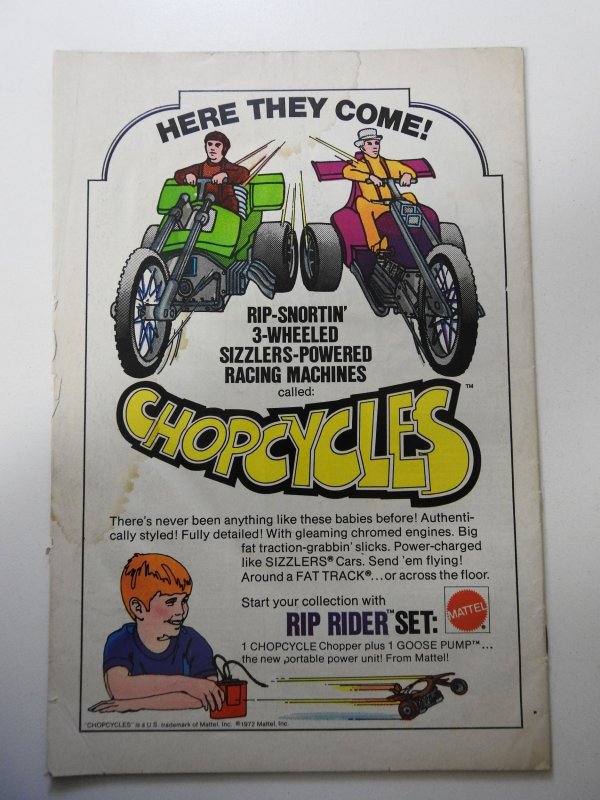 HERE THEY COME!
RIP-SNORTIN'
3-WHEELED
SIZZLERS-POWERED
RACING MACHINES
called:
CHOPCYCLES™
There's never been anything like these babies before! Authenti-
cally styled! Fully detailed! With gleaming chromed engines. Big
fat traction-grabbin' slicks. Power-charged
like SIZZLERS® Cars. Send 'em flying!
Around a FAT TRACK®...or across the floor.
Start your collection with
RIP RIDER™ SET:
MATTEL®
1 CHOPCYCLE Chopper plus 1 GOOSE PUMP™...
the new portable power unit! From Mattel!
"CHOPCYCLES" is a U.S. trademark of Mattel, Inc. ©1972 Mattel, Inc.